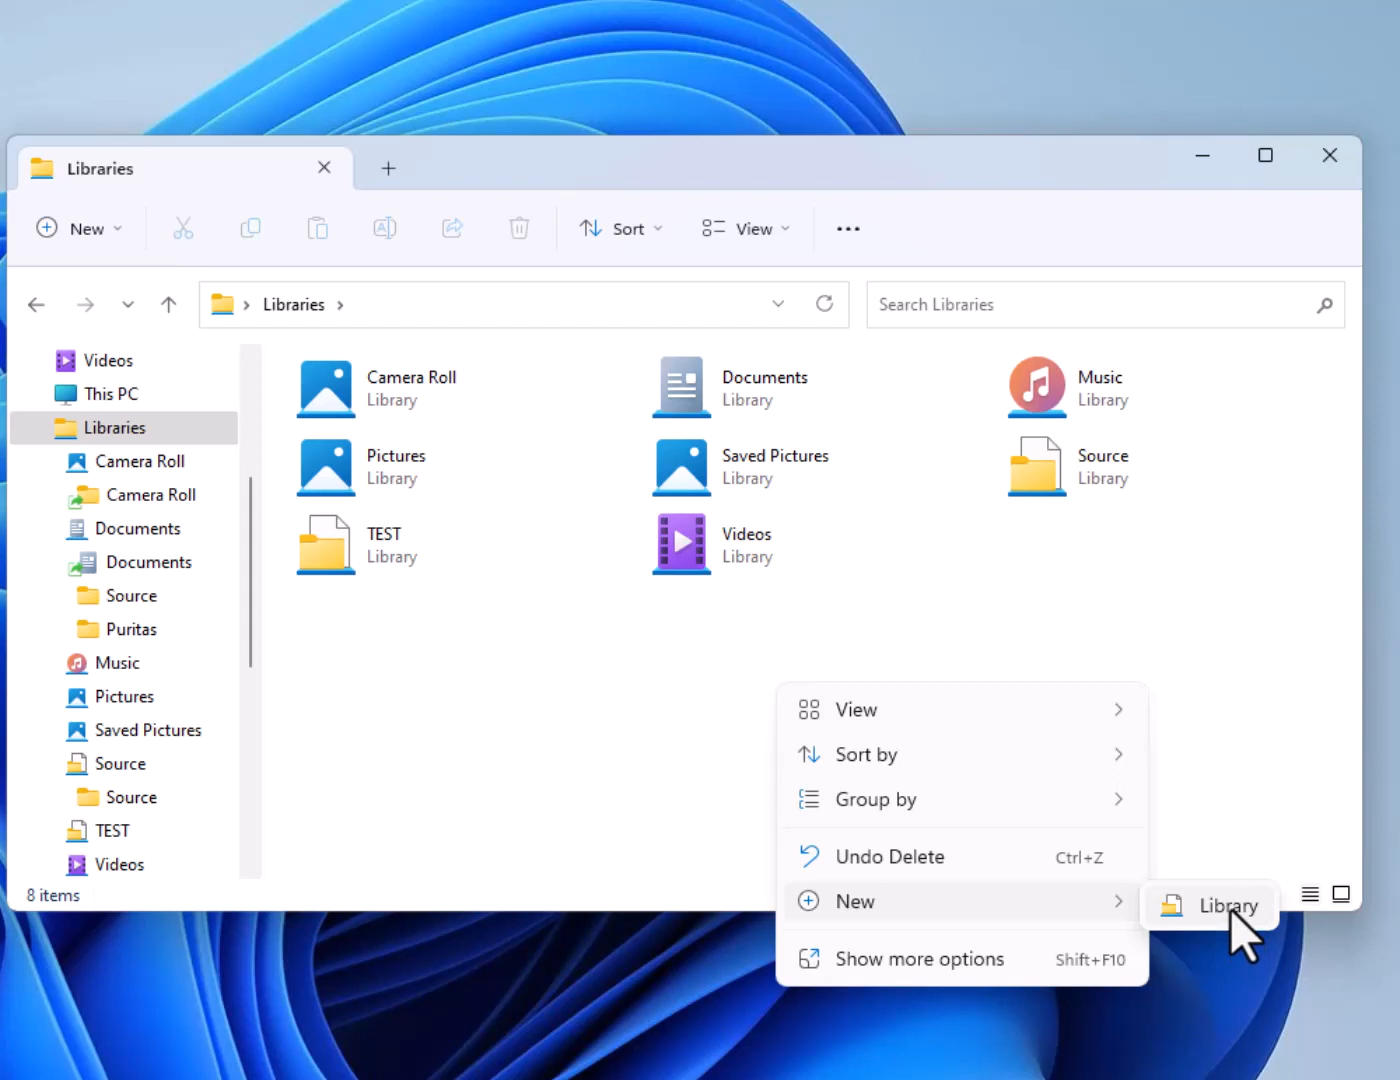 Libraries
New
Sort
View
Libraries
Search Libraries
Videos
This PC
Libraries
Camera Roll
Camera Roll
Documents
Documents
Source
Puritas
Music
Pictures
Saved Pictures
Source
Source
TEST
Videos
Camera Roll
Library
Documents
Library
Music
Library
Pictures
Library
Saved Pictures
Library
Source
Library
TEST
Library
Videos
Library
View
Sort by
Group by
Undo Delete Ctrl+Z
New
Library
Show more options Shift+F10
8 items